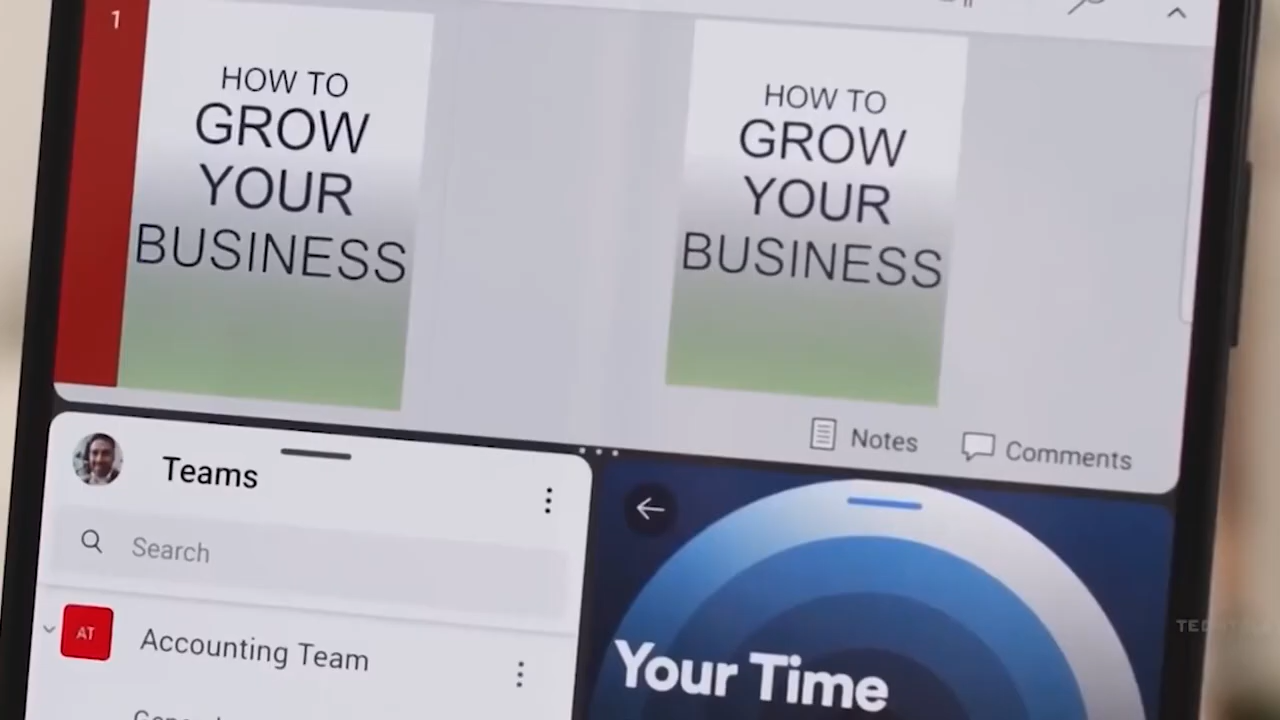 1
HOW TO
GROW
YOUR
BUSINESS
HOW TO
GROW
YOUR
BUSINESS
Notes
Comments
Teams
Search
AT
Accounting Team
Your Time